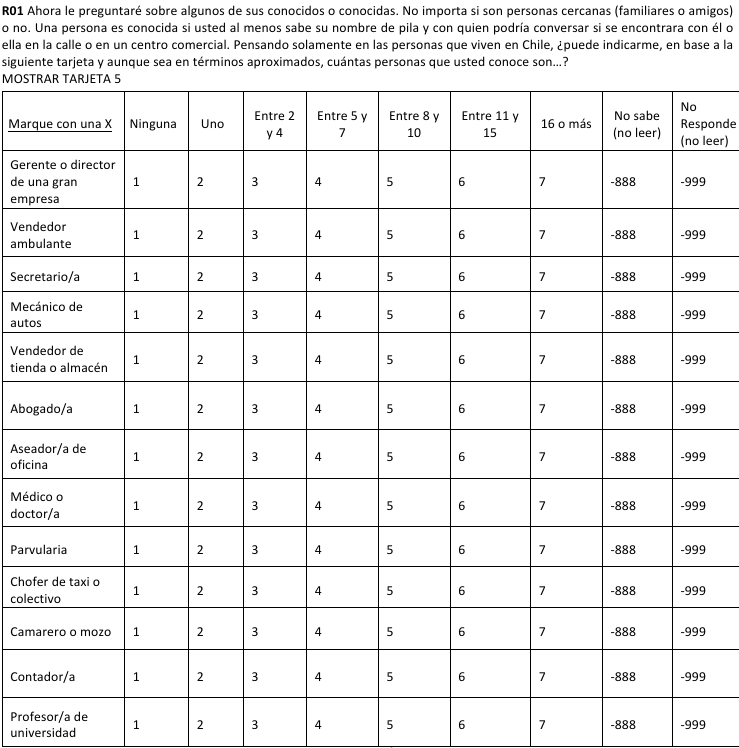 R01 Ahora le preguntaré sobre algunos de sus conocidos o conocidas. No importa si son personas cercanas (familiares o amigos)
o no. Una persona es conocida si usted al menos sabe su nombre de pila y con quien podría conversar si se encontrara con él o
ella en la calle o en un centro comercial. Pensando solamente en las personas que viven en Chile, ¿puede indicarme, en base a la
siguiente tarjeta y aunque sea en términos aproximados, cuántas personas que usted conoce son...?
MOSTRAR TARJETA 5
Marque con una X Ninguna Uno Entre 2 y 4 Entre 5 y 7 Entre 8 y 10 Entre 11 y 15 16 o más No sabe (no leer) No Responde (no leer)
Gerente o director de una gran empresa 1 2 3 4 5 6 7 -888 -999
Vendedor ambulante 1 2 3 4 5 6 7 -888 -999
Secretario/a 1 2 3 4 5 6 7 -888 -999
Mecánico de autos 1 2 3 4 5 6 7 -888 -999
Vendedor de tienda o almacén 1 2 3 4 5 6 7 -888 -999
Abogado/a 1 2 3 4 5 6 7 -888 -999
Aseador/a de oficina 1 2 3 4 5 6 7 -888 -999
Médico o doctor/a 1 2 3 4 5 6 7 -888 -999
Parvularia 1 2 3 4 5 6 7 -888 -999
Chofer de taxi o colectivo 1 2 3 4 5 6 7 -888 -999
Camarero o mozo 1 2 3 4 5 6 7 -888 -999
Contador/a 1 2 3 4 5 6 7 -888 -999
Profesor/a de universidad 1 2 3 4 5 6 7 -888 -999